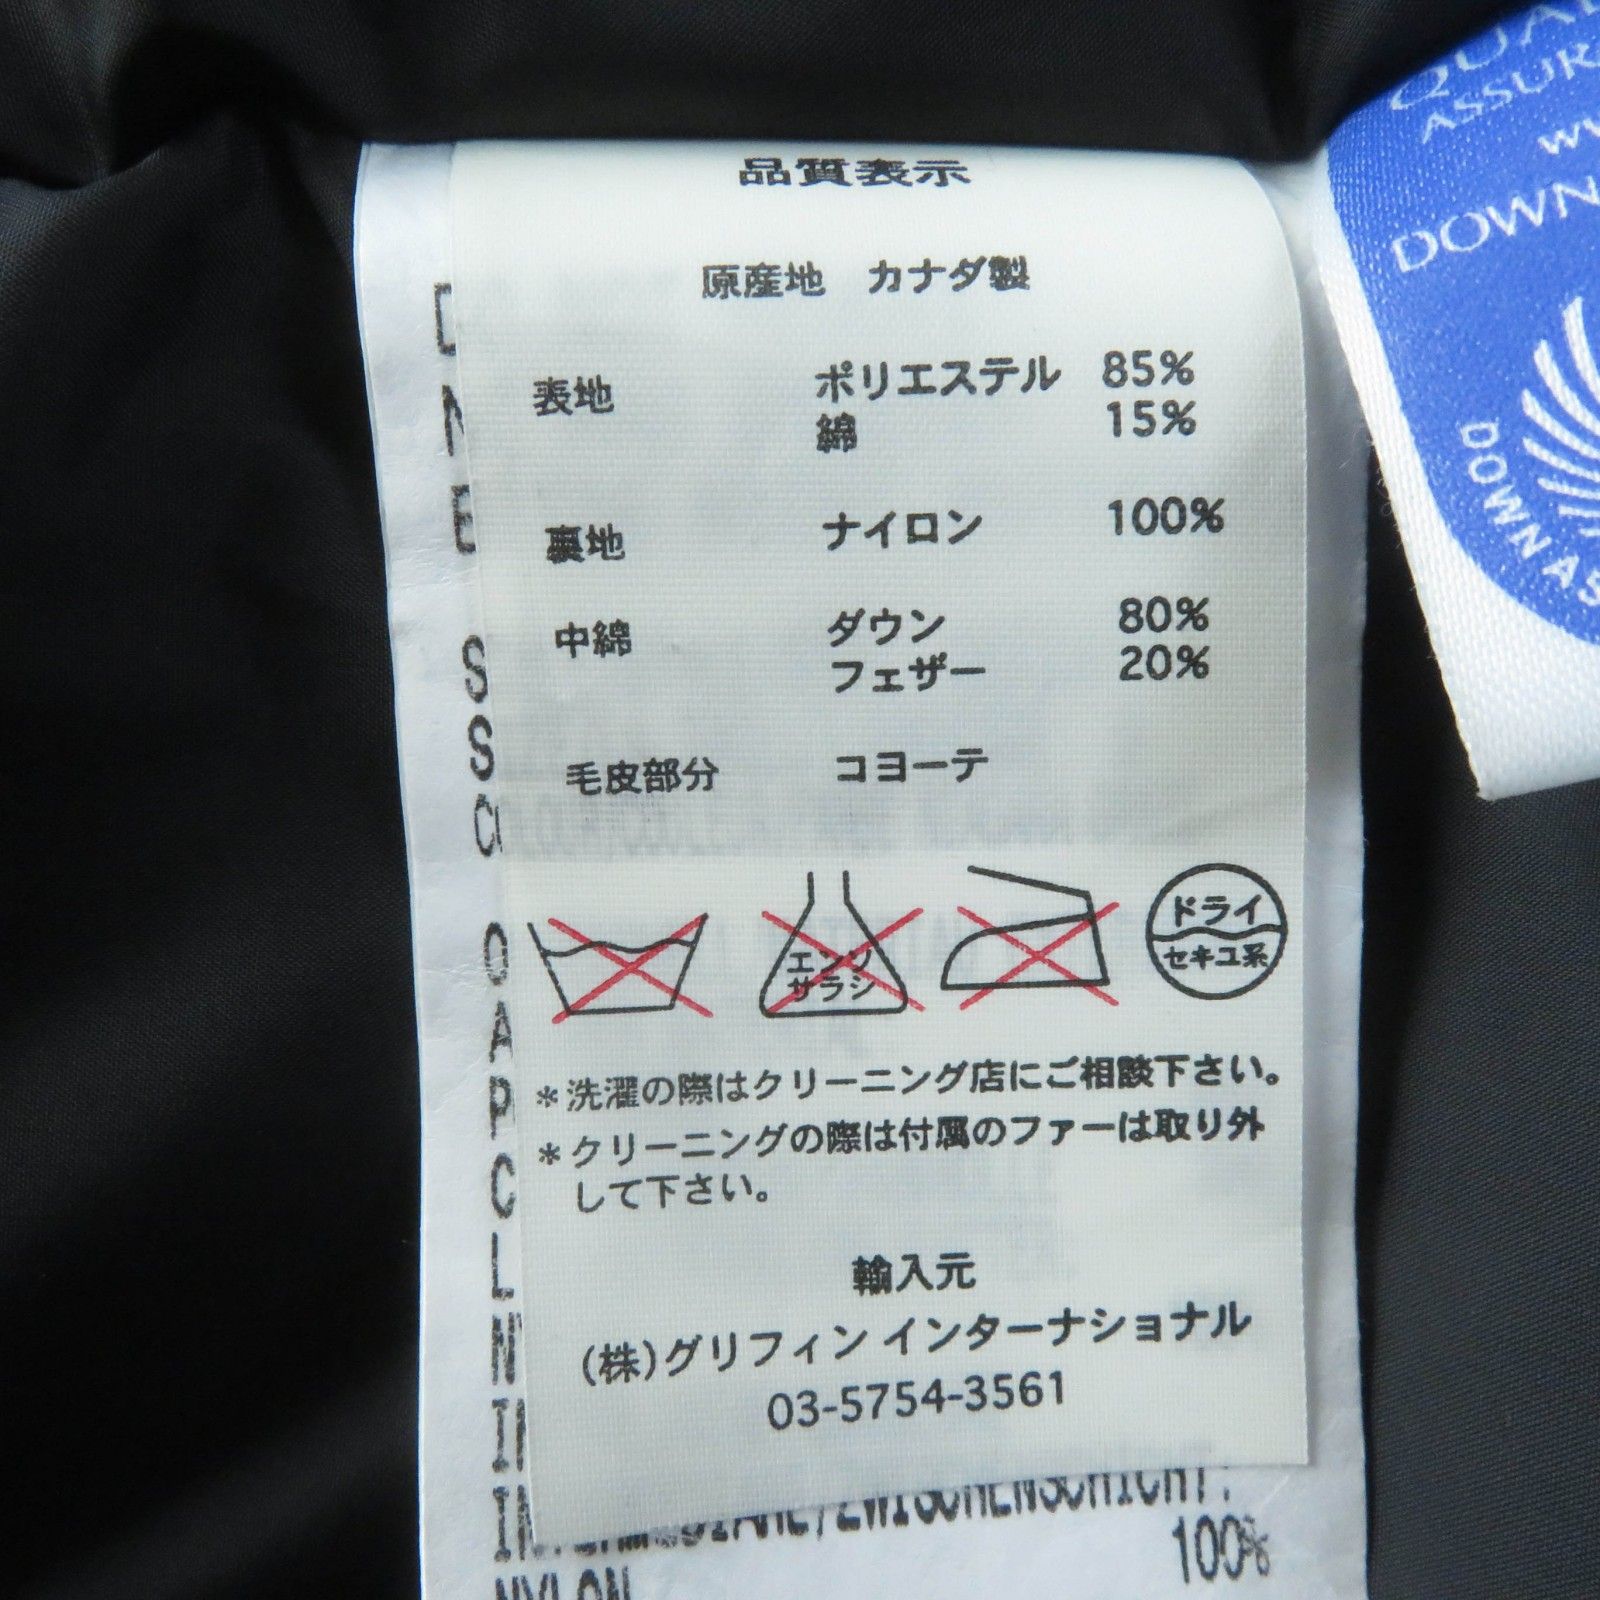 品質表示
原産地 カナダ製
表地 ポリエステル 85%
綿 15%
裏地 ナイロン 100%
中綿 ダウン 80%
フェザー 20%
毛皮部分 コヨーテ
エンソ
サラシ
ドライ
セキユ系
*洗濯の際はクリーニング店にご相談下さい。
*クリーニングの際は付属のファーは取り外
して下さい。
輸入元
(株)グリフィン インターナショナル
03-5754-3561
100%
NYLON
ASSUR
DOWN
DOWN AS